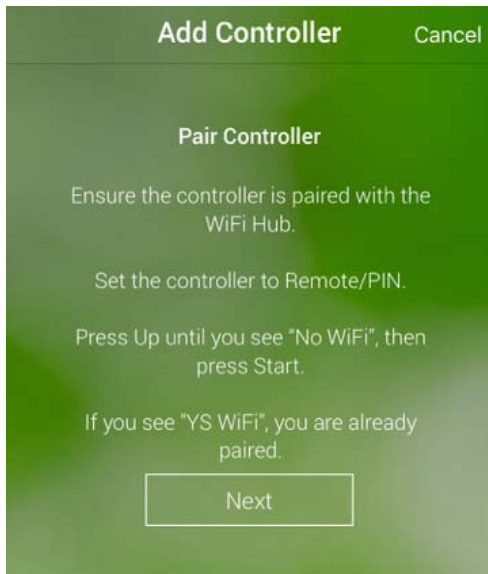 Add Controller Cancel
Pair Controller
Ensure the controller is paired with the
WiFi Hub.
Set the controller to Remote/PIN.
Press Up until you see "No WiFi", then
press Start.
If you see "YS WiFi", you are already
paired.
Next